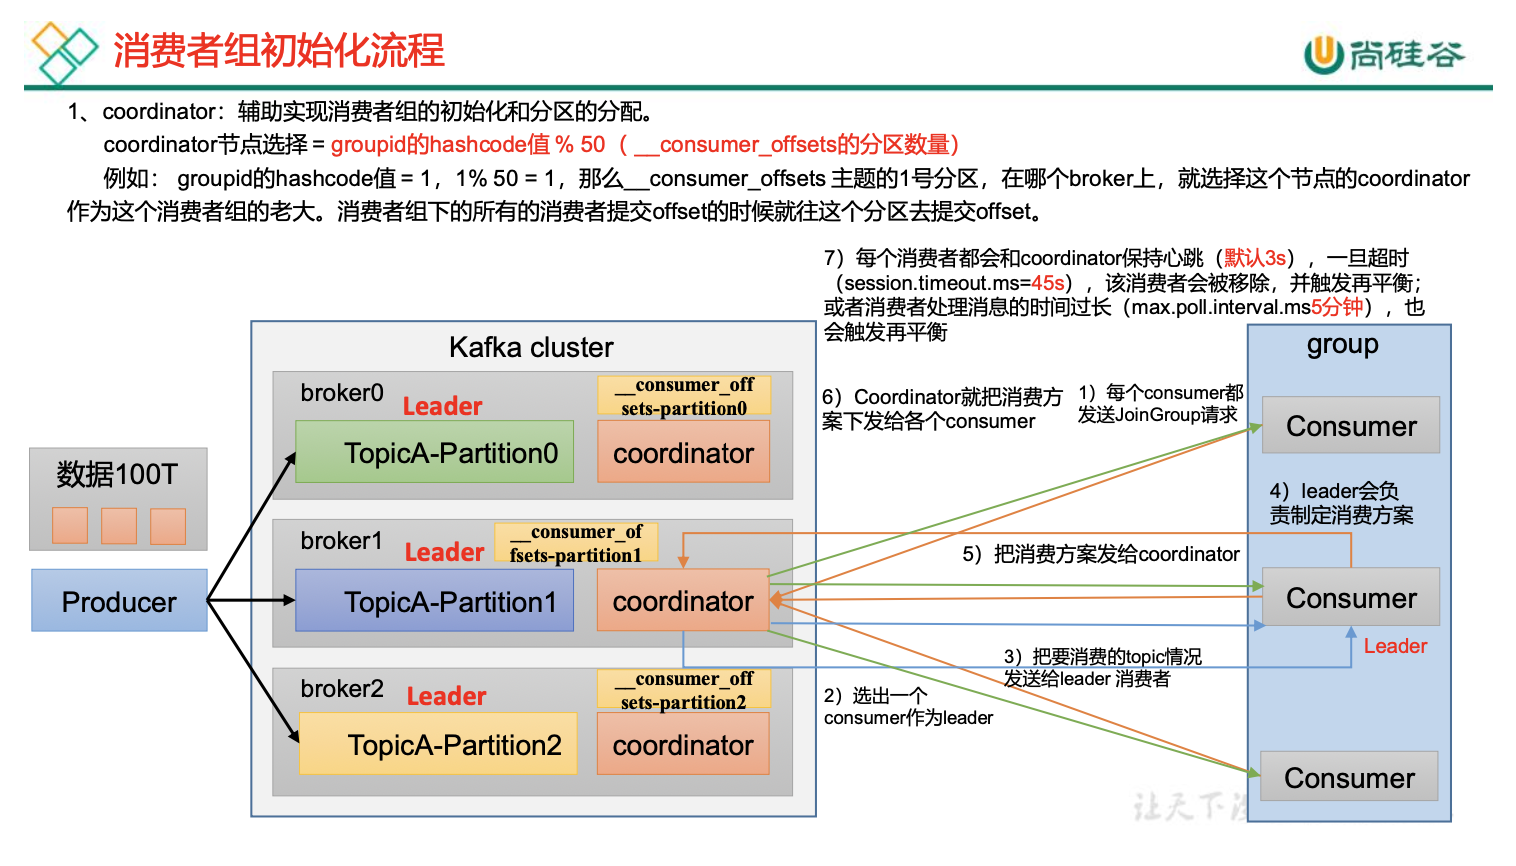 消费者组初始化流程
尚硅谷
1、coordinator：辅助实现消费者组的初始化和分区的分配。
coordinator节点选择 = groupid的hashcode值 % 50（ __consumer_offsets的分区数量）
例如： groupid的hashcode值 = 1，1% 50 = 1，那么__consumer_offsets 主题的1号分区，在哪个broker上，就选择这个节点的coordinator
作为这个消费者组的老大。消费者组下的所有的消费者提交offset的时候就往这个分区去提交offset。
7）每个消费者都会和coordinator保持心跳（默认3s），一旦超时
（session.timeout.ms=45s），该消费者会被移除，并触发再平衡；
或者消费者处理消息的时间过长（max.poll.interval.ms5分钟），也
会触发再平衡
Kafka cluster
group
broker0
Leader
__consumer_off
sets-partition0
TopicA-Partition0
coordinator
6）Coordinator就把消费方
案下发给各个consumer
1）每个consumer都
发送JoinGroup请求
Consumer
数据100T
4）leader会负
责制定消费方案
broker1
Leader
__consumer_of
fsets-partition1
5）把消费方案发给coordinator
Producer
TopicA-Partition1
coordinator
Consumer
Leader
3）把要消费的topic情况
发送给leader 消费者
broker2
Leader
__consumer_off
sets-partition2
2）选出一个
consumer作为leader
TopicA-Partition2
coordinator
Consumer
让天下